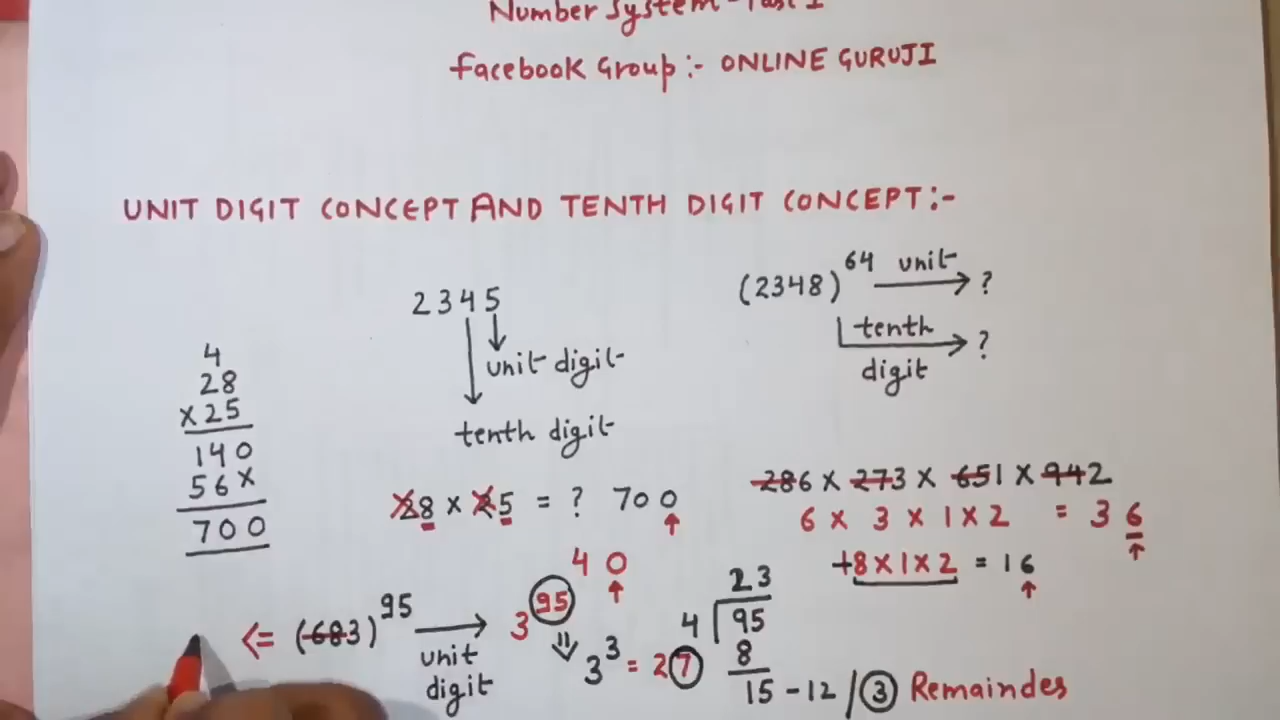 Number System - Part I
Facebook Group:- ONLINE GURUJI
UNIT DIGIT CONCEPT AND TENTH DIGIT CONCEPT:-
2345
unit digit
tenth digit
(2348)^64 unit → ?
tenth digit → ?
4
28
×25
140
56×
700
28 × 25 = ? 700
40
286 × 273 × 651 × 942
6 × 3 × 1 × 2 = 36
18 × 1 × 2 = 16
<= (683)^95 → 3^95
unit digit
⇓ 3^3 = 27
23
4 95
8
15 - 12 / 3 Remaindes